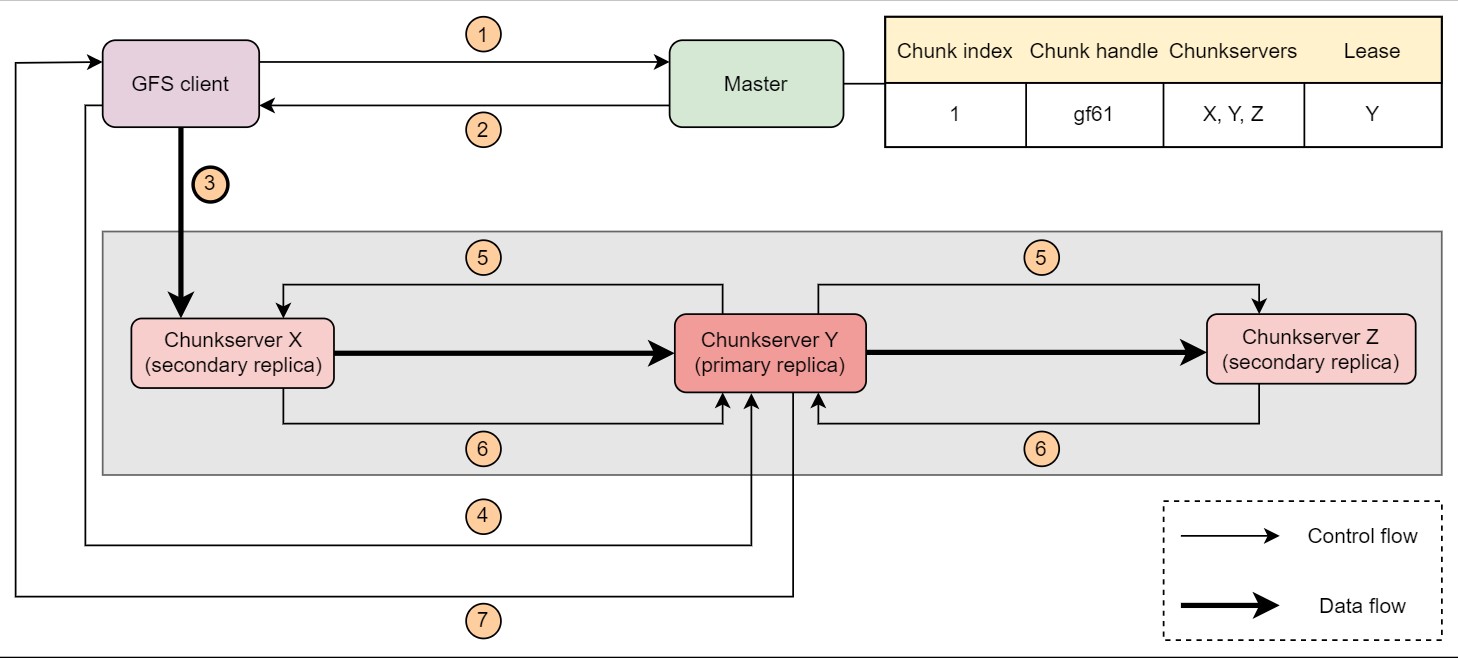 1
GFS client
Master
2
Chunk index Chunk handle Chunkservers Lease
1 gf61 X, Y, Z Y
3
5
5
Chunkserver X
(secondary replica)
Chunkserver Y
(primary replica)
Chunkserver Z
(secondary replica)
6
6
4
7
Control flow
Data flow